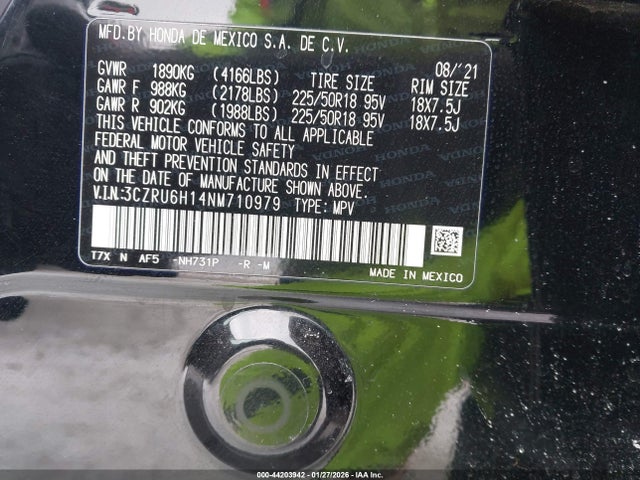 MFD.BY HONDA DE MEXICO S.A. DE C.V.
08/'21
GVWR 1890KG (4166LBS) TIRE SIZE RIM SIZE
GAWR F 988KG (2178LBS) 225/50R18 95V 18X7.5J
GAWR R 902KG (1988LBS) 225/50R18 95V 18X7.5J
THIS VEHICLE CONFORMS TO ALL APPLICABLE
FEDERAL MOTOR VEHICLE SAFETY
AND THEFT PREVENTION STANDARDS IN EFFECT
ON THE DATE OF MANUFACTURE SHOWN ABOVE.
V.I.N:3CZRU6H14NM710979 TYPE: MPV
T7X N AF5 -NH731P -R -M
MADE IN MEXICO
000-44203942 - 01/27/2026 - IAAI.COM